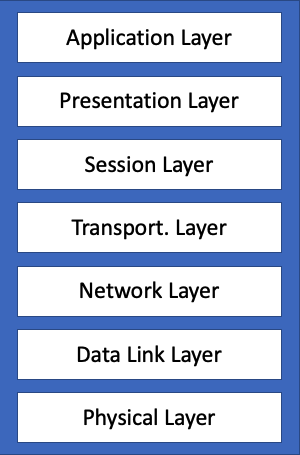 Application Layer
Presentation Layer
Session Layer
Transport. Layer
Network Layer
Data Link Layer
Physical Layer